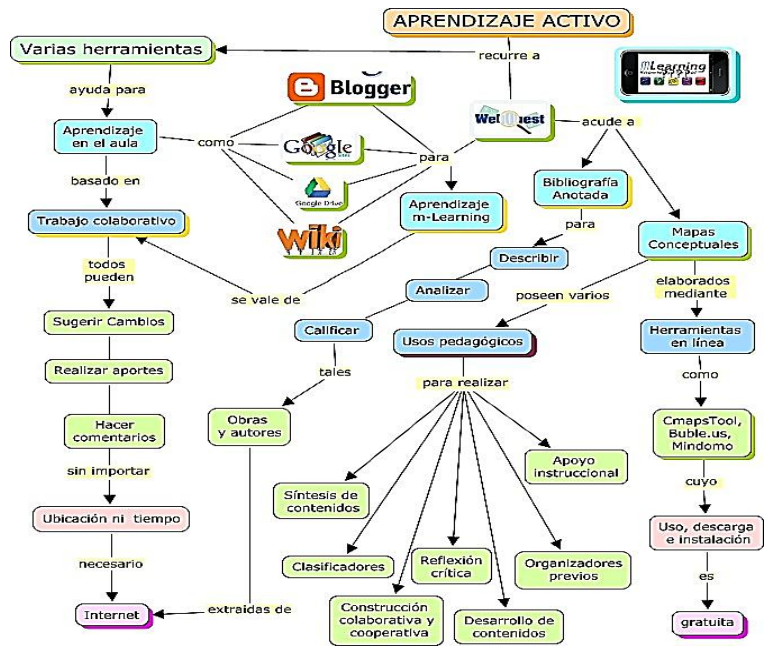 APRENDIZAJE ACTIVO
Varias herramientas
recurre a
mLearning
ayuda para
Blogger
WebQuest
acude a
Aprendizaje
en el aula
como
Google
para
basado en
Google Drive
Bibliografía
Anotada
Trabajo colaborativo
wiki
Aprendizaje
m-Learning
para
Mapas
Conceptuales
todos
pueden
Describir
se vale de
Analizar
poseen varios
elaborados
mediante
Sugerir Cambios
Calificar
Usos pedagógicos
Herramientas
en línea
Realizar aportes
tales
para realizar
como
Hacer
comentarios
Obras
y autores
CmapsTool,
Buble.us,
Mindomo
sin importar
Apoyo
instruccional
Síntesis de
contenidos
cuyo
Ubicación ni tiempo
Uso, descarga
e instalación
necesario
Clasificadores
Reflexión
crítica
Organizadores
previos
es
Internet
extraidas de
Construcción
colaborativa y
cooperativa
Desarrollo de
contenidos
gratuita